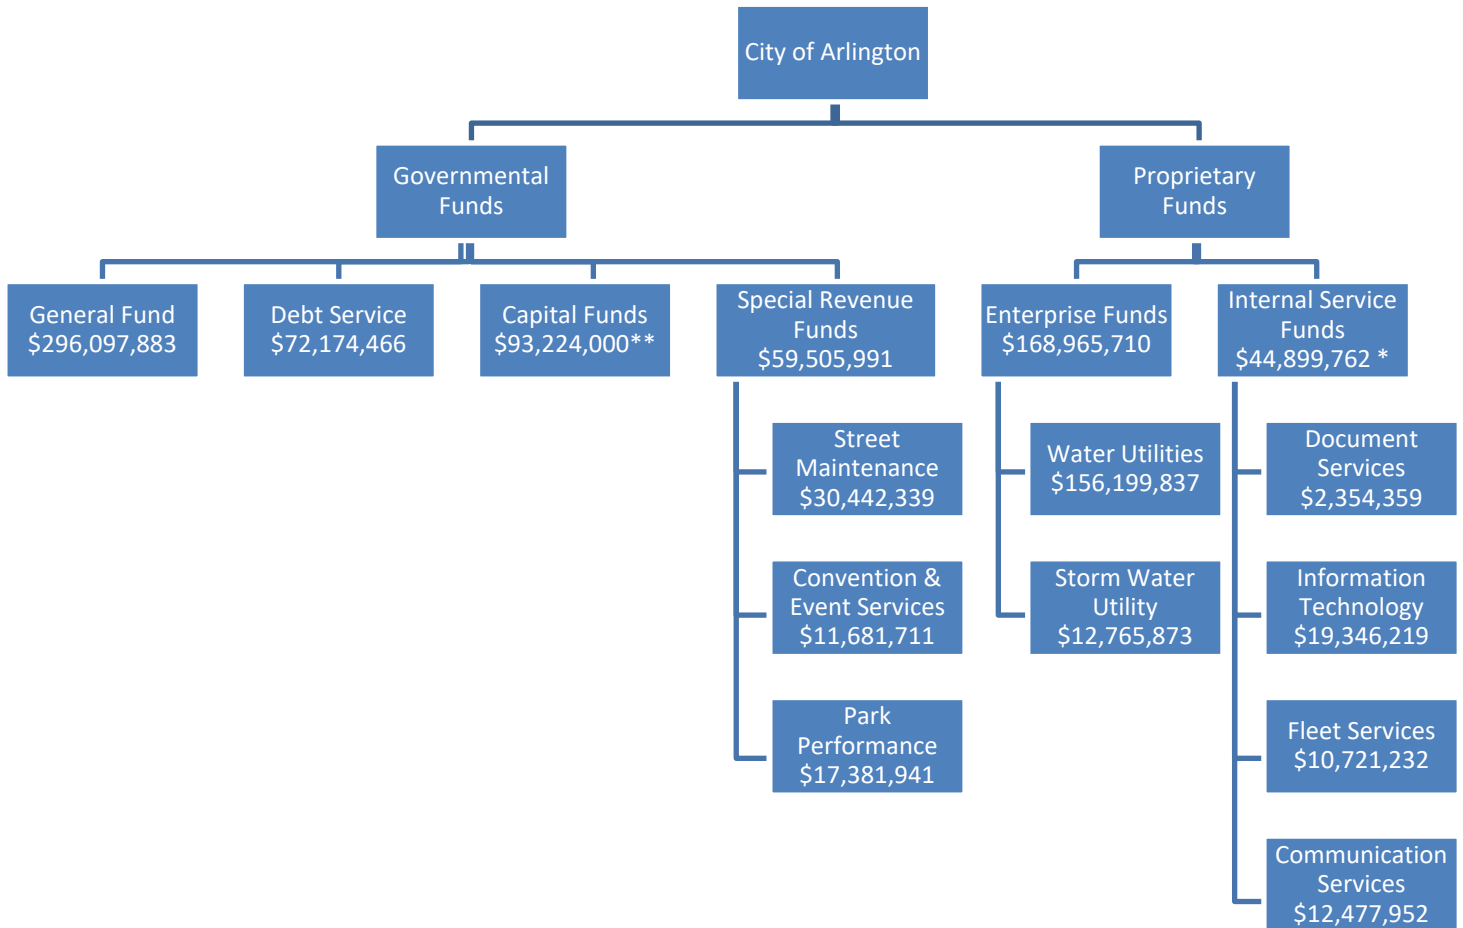 City of Arlington
Governmental
Funds
Proprietary
Funds
General Fund
$296,097,883
Debt Service
$72,174,466
Capital Funds
$93,224,000**
Special Revenue
Funds
$59,505,991
Enterprise Funds
$168,965,710
Internal Service
Funds
$44,899,762 *
Street
Maintenance
$30,442,339
Convention &
Event Services
$11,681,711
Park
Performance
$17,381,941
Water Utilities
$156,199,837
Storm Water
Utility
$12,765,873
Document
Services
$2,354,359
Information
Technology
$19,346,219
Fleet Services
$10,721,232
Communication
Services
$12,477,952